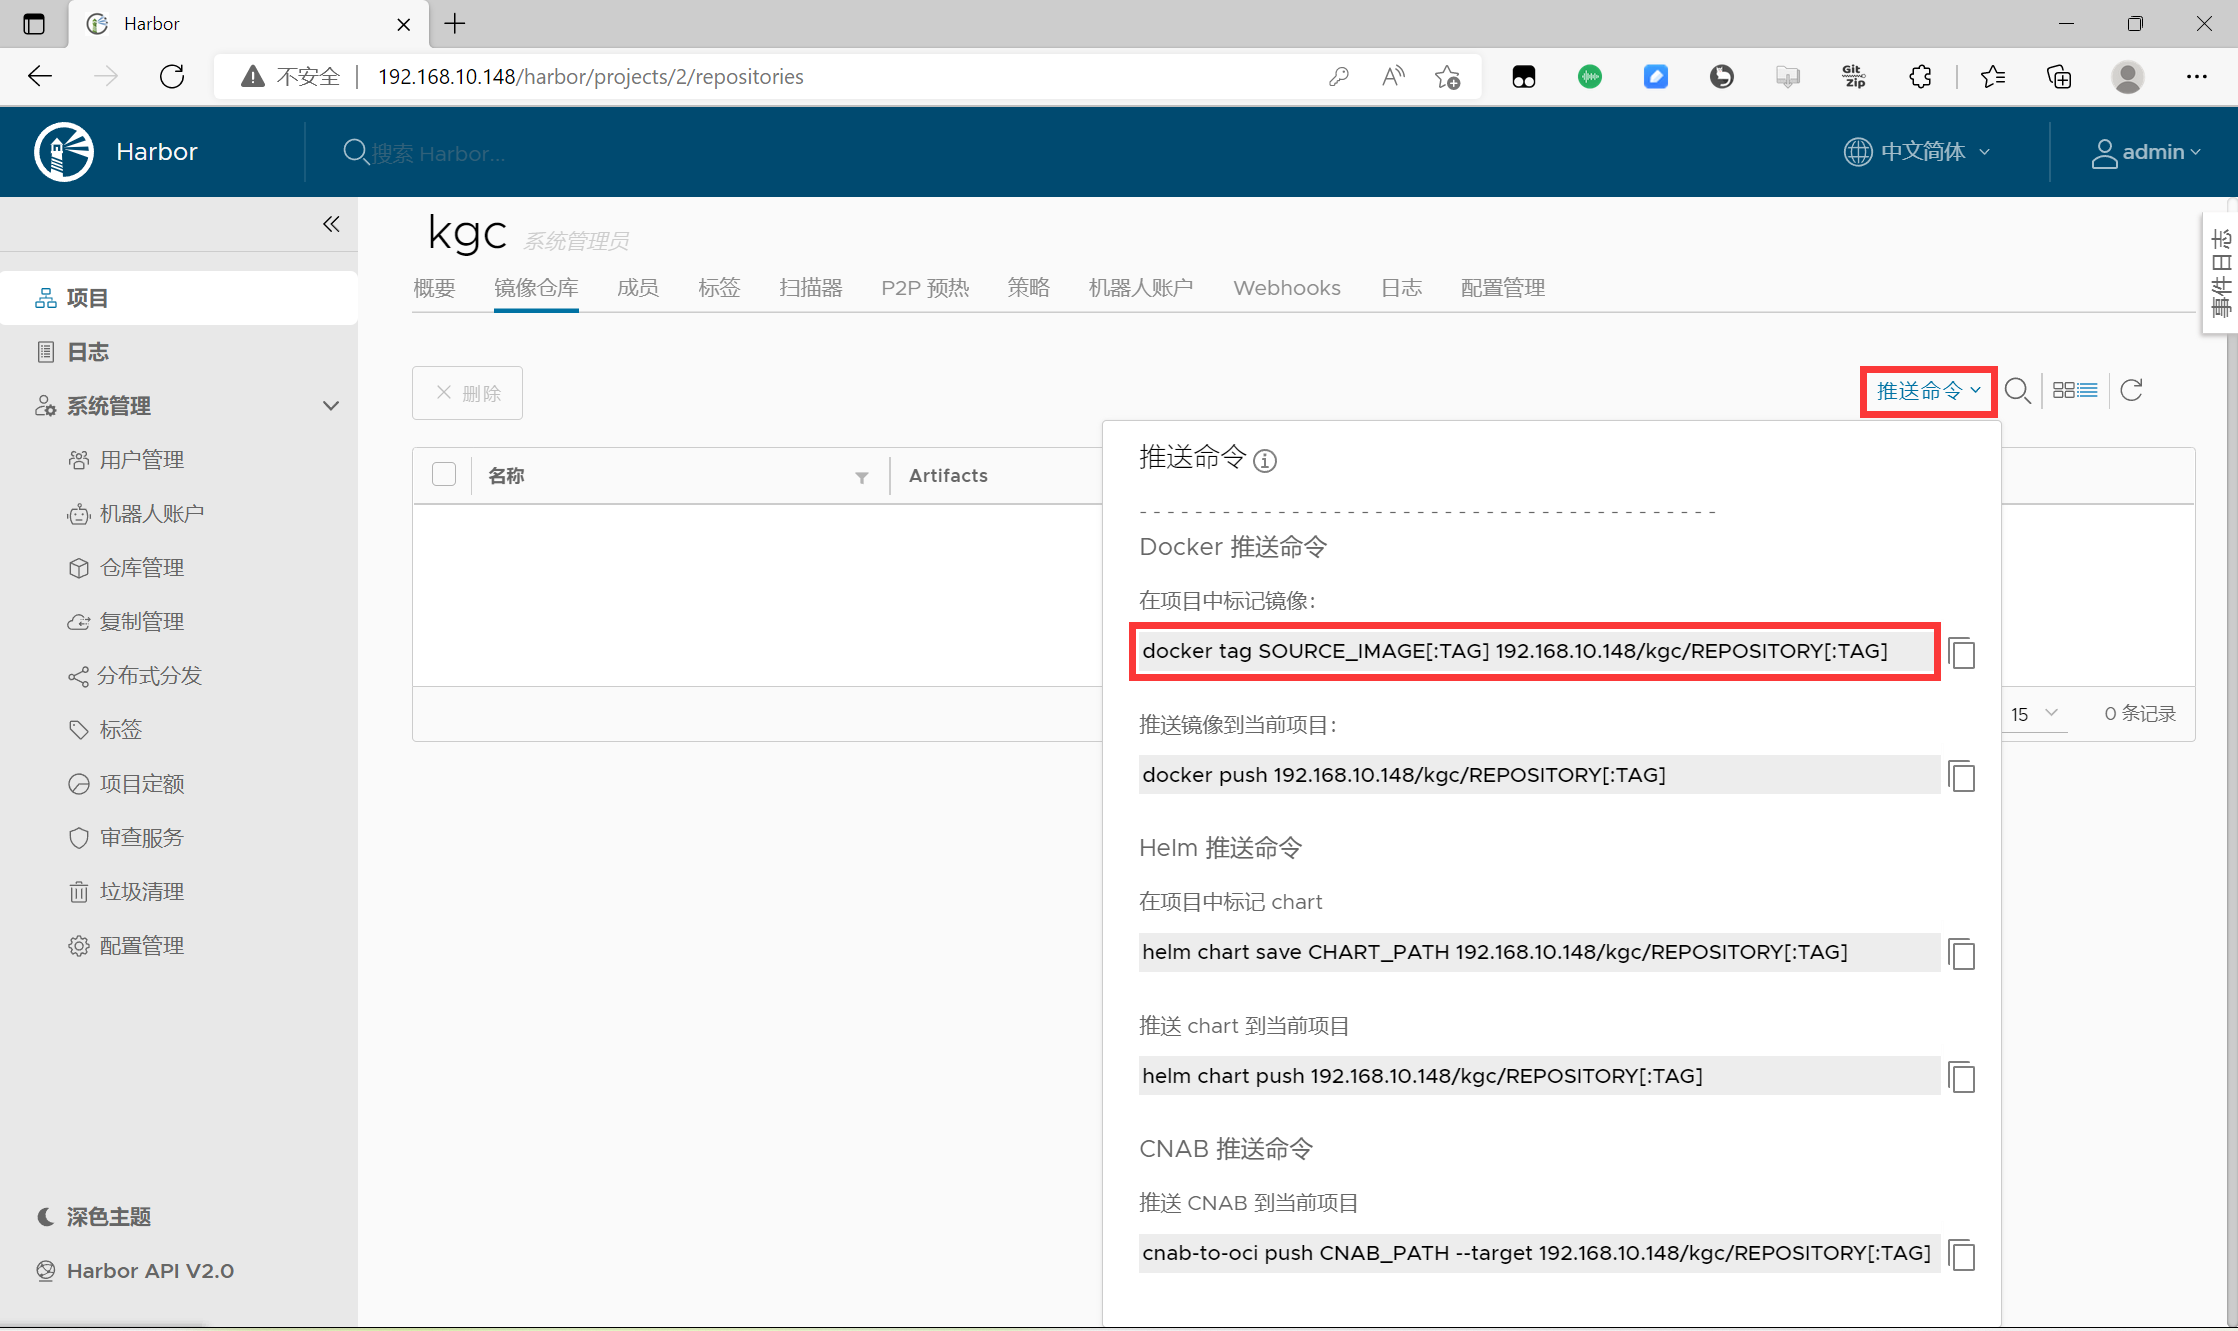 Harbor
不安全 | 192.168.10.148/harbor/projects/2/repositories
Git Zip
Harbor
搜索 Harbor...
中文简体
admin
kgc 系统管理员
概要 镜像仓库 成员 标签 扫描器 P2P 预热 策略 机器人账户 Webhooks 日志 配置管理
事件日志
项目
日志
系统管理
用户管理
机器人账户
仓库管理
复制管理
分布式分发
标签
项目定额
审查服务
垃圾清理
配置管理
深色主题
Harbor API V2.0
删除
推送命令
名称 Artifacts
15 0 条记录
推送命令
- - - - - - - - - - - - - - - - - - - - - - - - - - - - - - - - - - - - - - - - - -
Docker 推送命令
在项目中标记镜像:
docker tag SOURCE_IMAGE[:TAG] 192.168.10.148/kgc/REPOSITORY[:TAG]
推送镜像到当前项目:
docker push 192.168.10.148/kgc/REPOSITORY[:TAG]
Helm 推送命令
在项目中标记 chart
helm chart save CHART_PATH 192.168.10.148/kgc/REPOSITORY[:TAG]
推送 chart 到当前项目
helm chart push 192.168.10.148/kgc/REPOSITORY[:TAG]
CNAB 推送命令
推送 CNAB 到当前项目
cnab-to-oci push CNAB_PATH --target 192.168.10.148/kgc/REPOSITORY[:TAG]